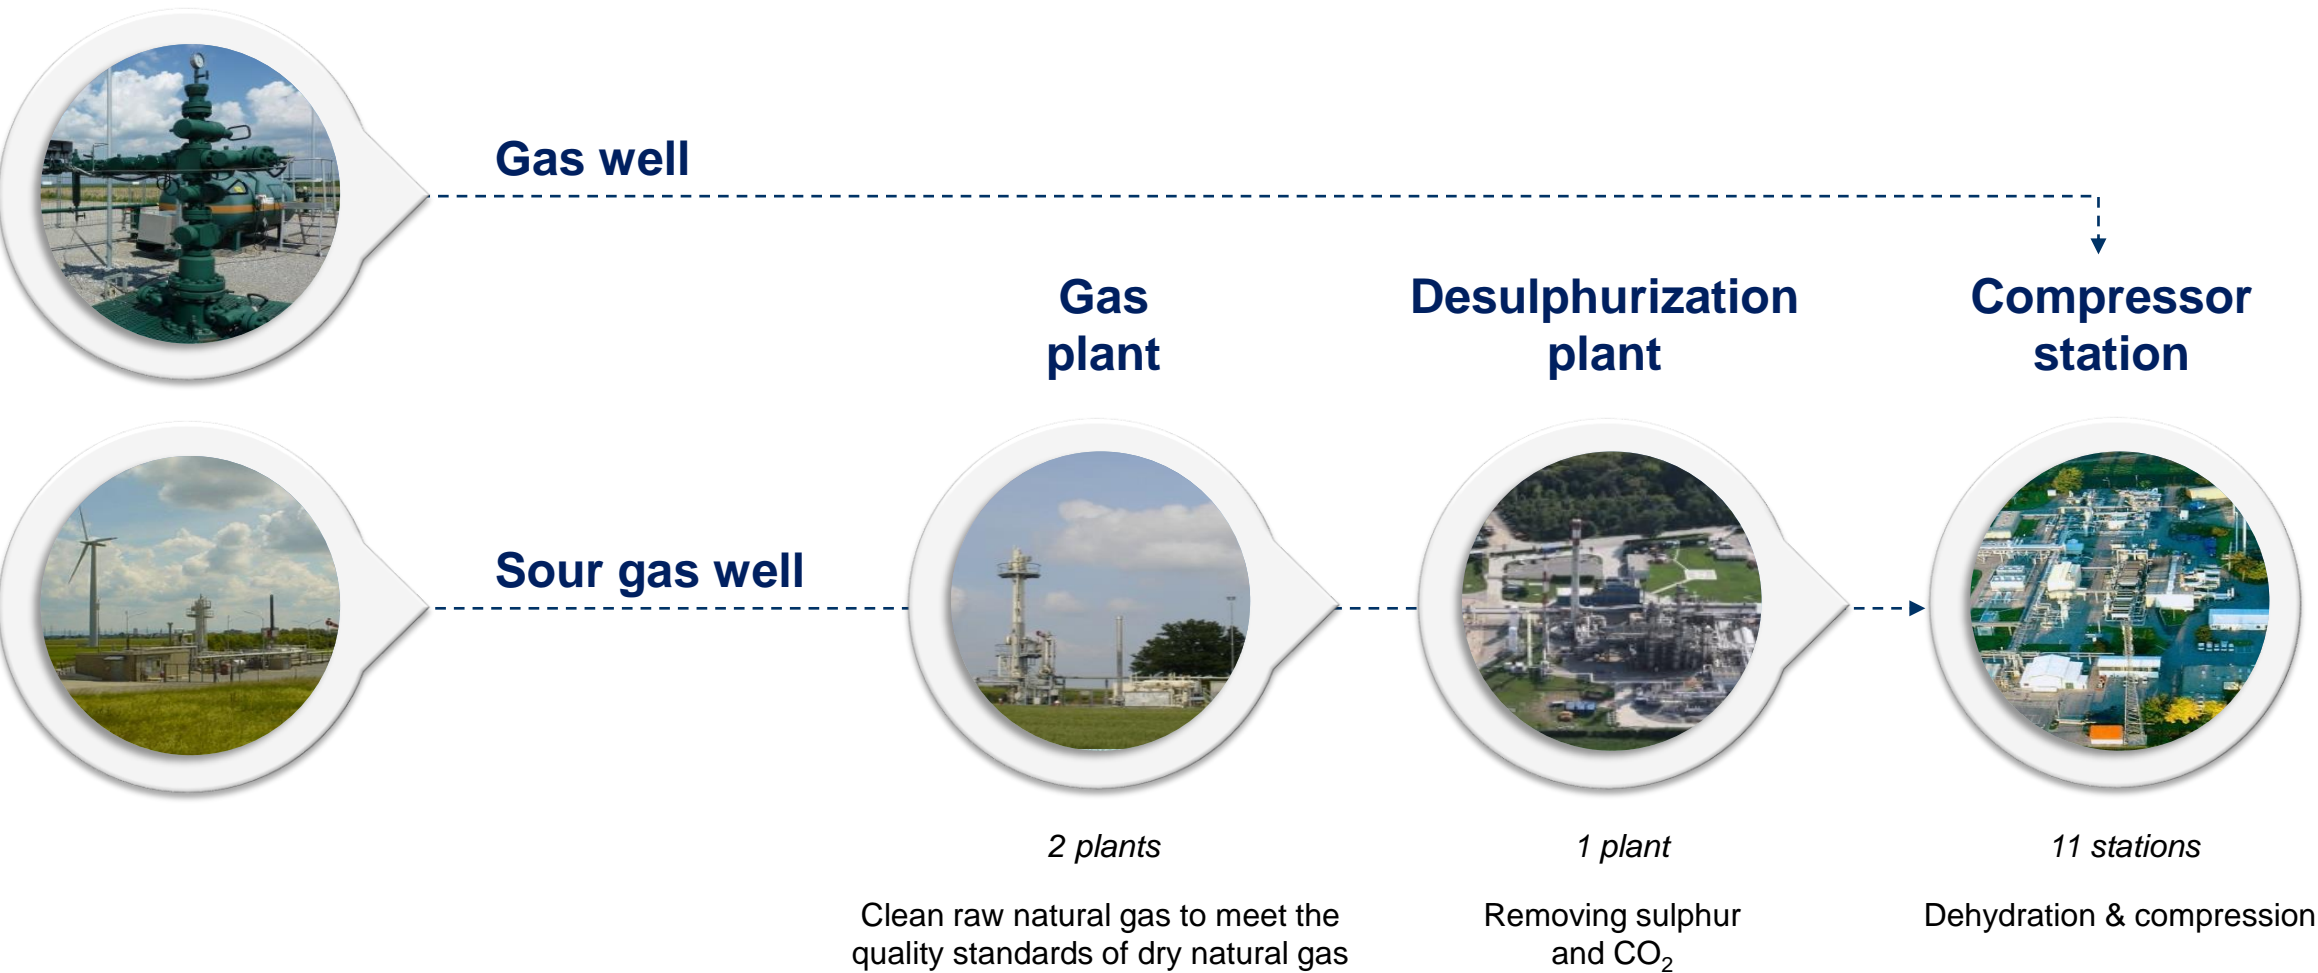 Gas well
Gas
plant
Desulphurization
plant
Compressor
station
Sour gas well
2 plants
1 plant
11 stations
Clean raw natural gas to meet the
quality standards of dry natural gas
Removing sulphur
and CO₂
Dehydration & compression